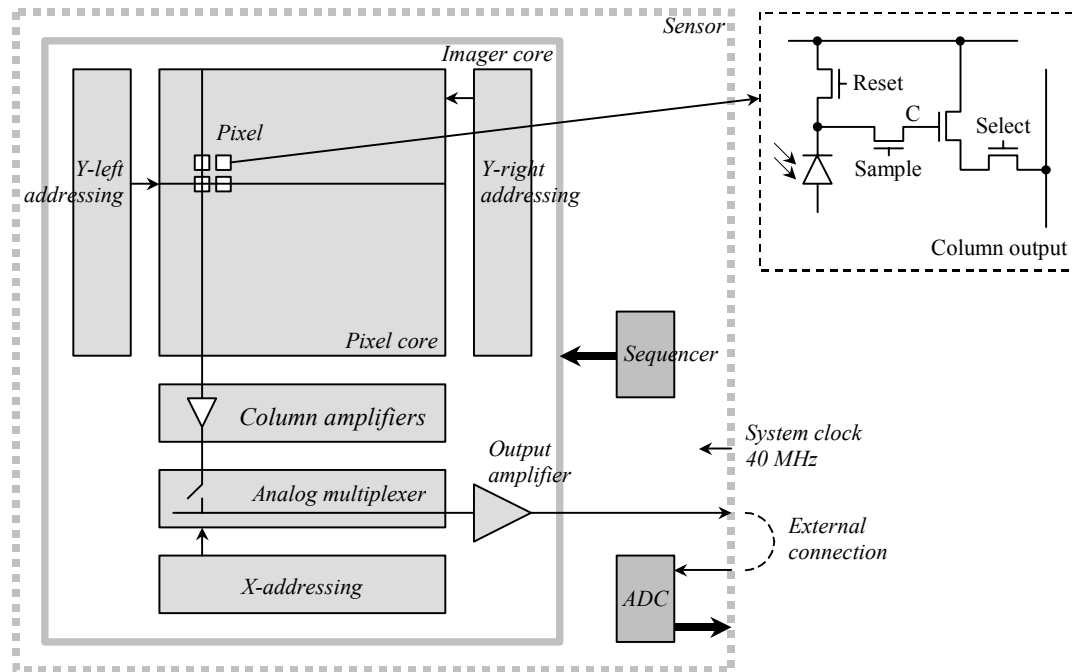 Sensor
Imager core
Reset
C
Select
Sample
Column output
Pixel
Y-left
addressing
Y-right
addressing
Pixel core
Sequencer
Column amplifiers
System clock
40 MHz
Output
amplifier
Analog multiplexer
External
connection
X-addressing
ADC